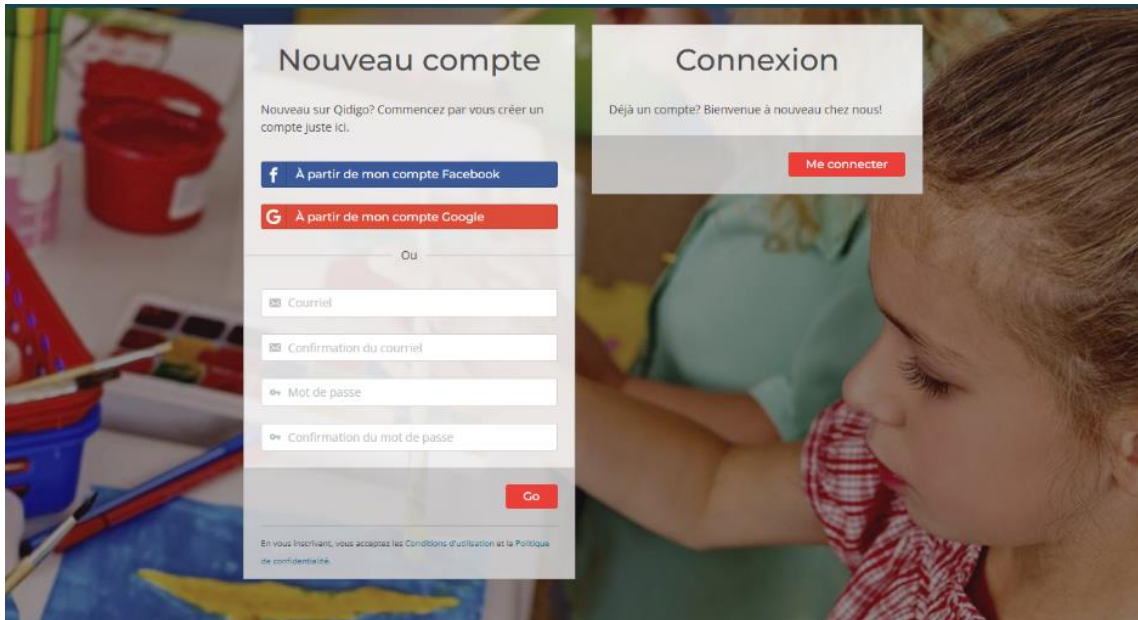 Nouveau compte
Nouveau sur Qidigo? Commencez par vous créer un
compte juste ici.
À partir de mon compte Facebook
À partir de mon compte Google
Ou
Courriel
Confirmation du courriel
Mot de passe
Confirmation du mot de passe
Go
En vous inscrivant, vous acceptez les Conditions d'utilisation et la Politique
de confidentialité.
Connexion
Déjà un compte? Bienvenue à nouveau chez nous!
Me connecter